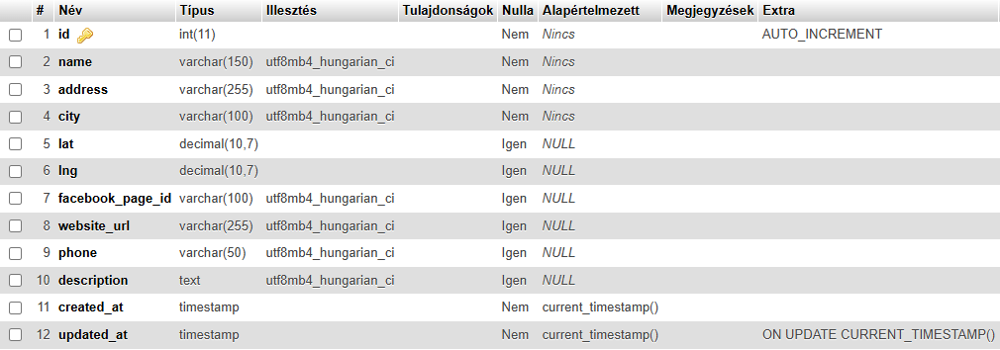 # Név Típus Illesztés Tulajdonságok Nulla Alapértelmezett Megjegyzések Extra
1 id int(11) Nem Nincs AUTO_INCREMENT
2 name varchar(150) utf8mb4_hungarian_ci Nem Nincs
3 address varchar(255) utf8mb4_hungarian_ci Nem Nincs
4 city varchar(100) utf8mb4_hungarian_ci Nem Nincs
5 lat decimal(10,7) Igen NULL
6 lng decimal(10,7) Igen NULL
7 facebook_page_id varchar(100) utf8mb4_hungarian_ci Igen NULL
8 website_url varchar(255) utf8mb4_hungarian_ci Igen NULL
9 phone varchar(50) utf8mb4_hungarian_ci Igen NULL
10 description text utf8mb4_hungarian_ci Igen NULL
11 created_at timestamp Nem current_timestamp()
12 updated_at timestamp Nem current_timestamp() ON UPDATE CURRENT_TIMESTAMP()